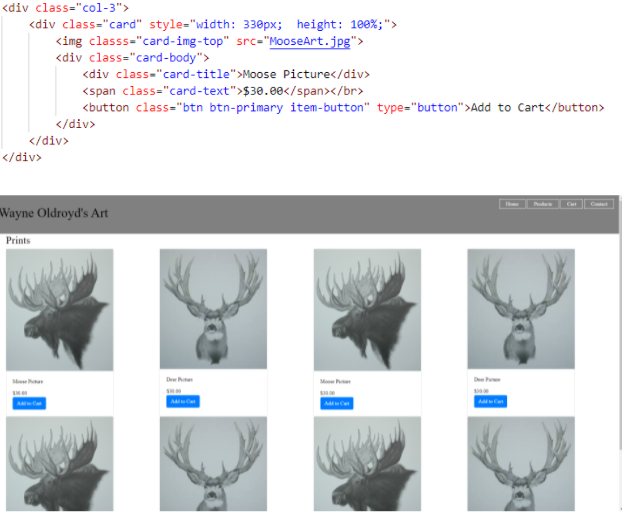 <div class="col-3">
<div class="card" style="width: 330px;  height: 100%;">
<img classs="card-img-top" src="MooseArt.jpg">
<div class="card-body">
<div class="card-title">Moose Picture</div>
<span class="card-text">$30.00</span></br>
<button class="btn btn-primary item-button" type="button">Add to Cart</button>
</div>
</div>
</div>
Home Products Cart Contact
Wayne Oldroyd's Art
Prints
Moose Picture Deer Picture Moose Picture Deer Picture
$30.00 $30.00 $30.00 $30.00
Add to Cart Add to Cart Add to Cart Add to Cart